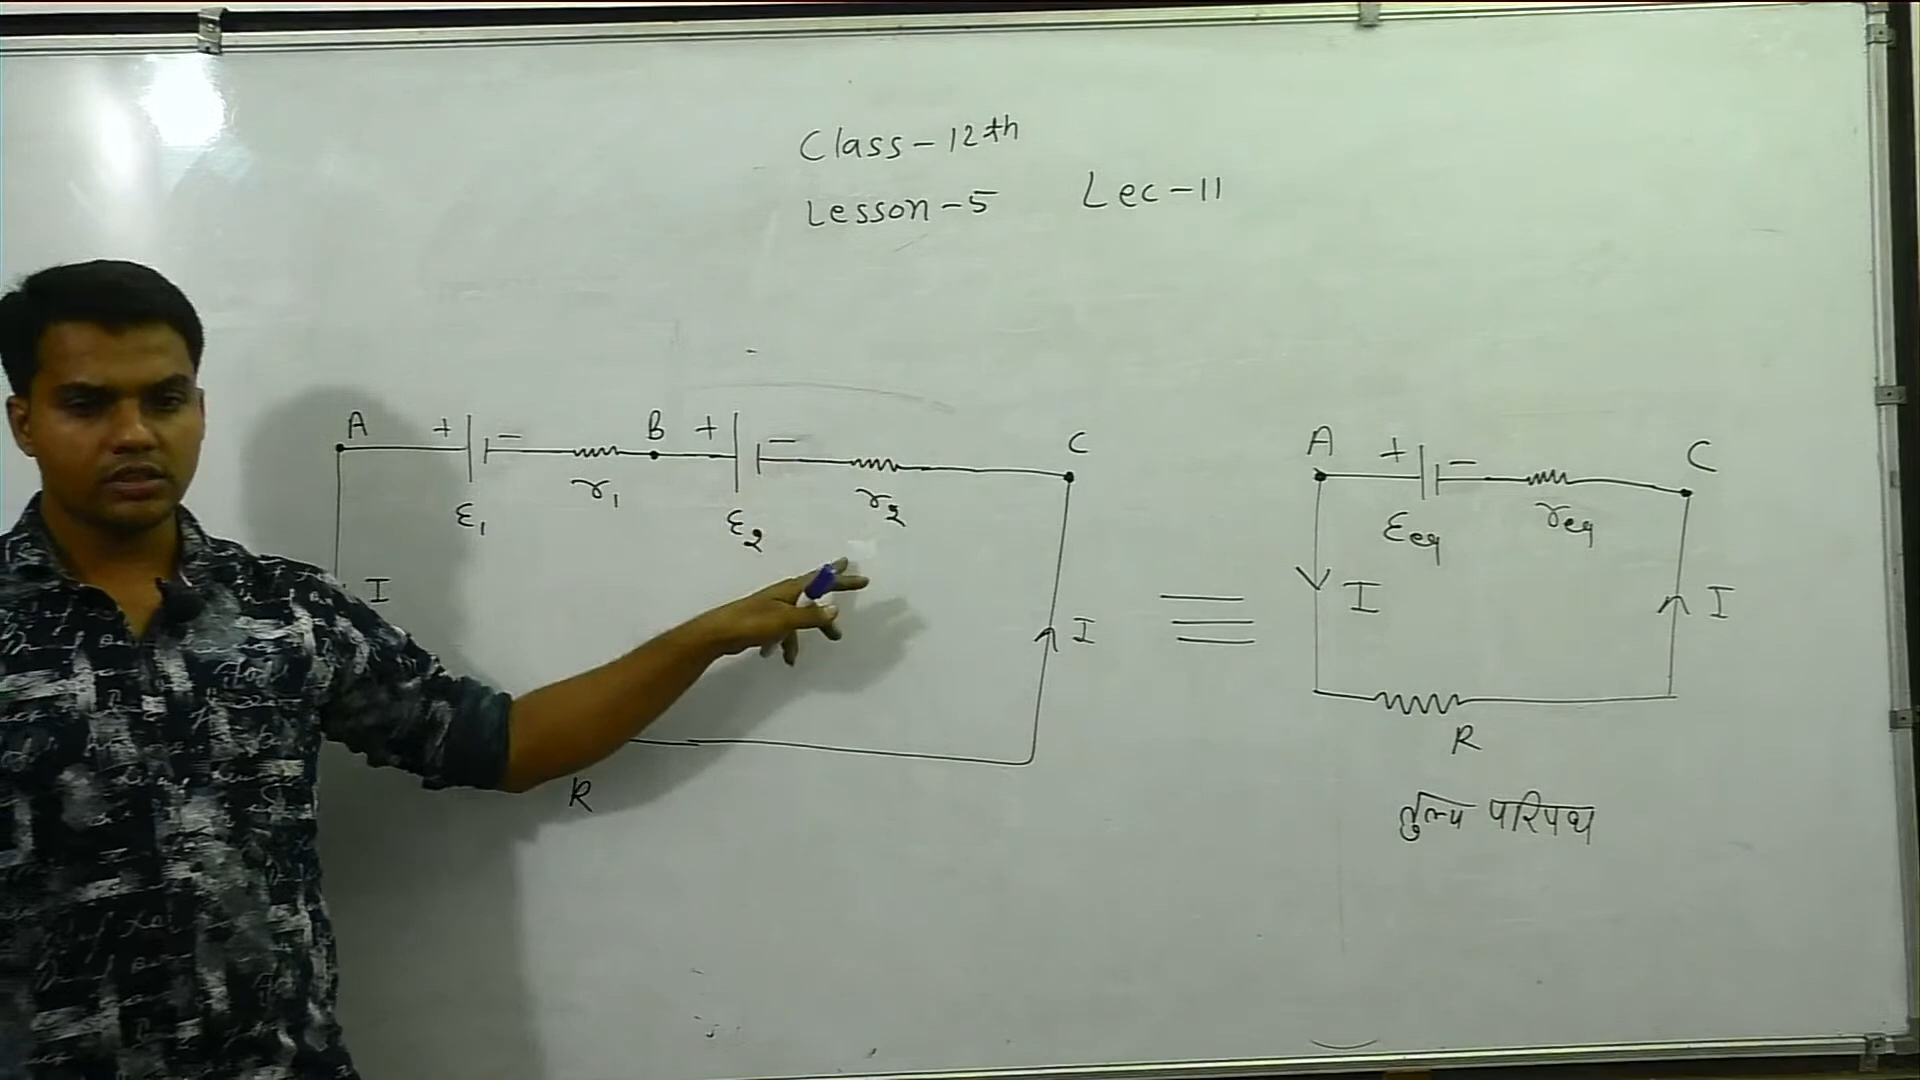 Class-12th
Lesson-5 Lec-11
A + - B + - C
ε₁ r₁ ε₂ r₂
I I
R
A + - C
εeq req
I I
R
तुल्य परिपथ